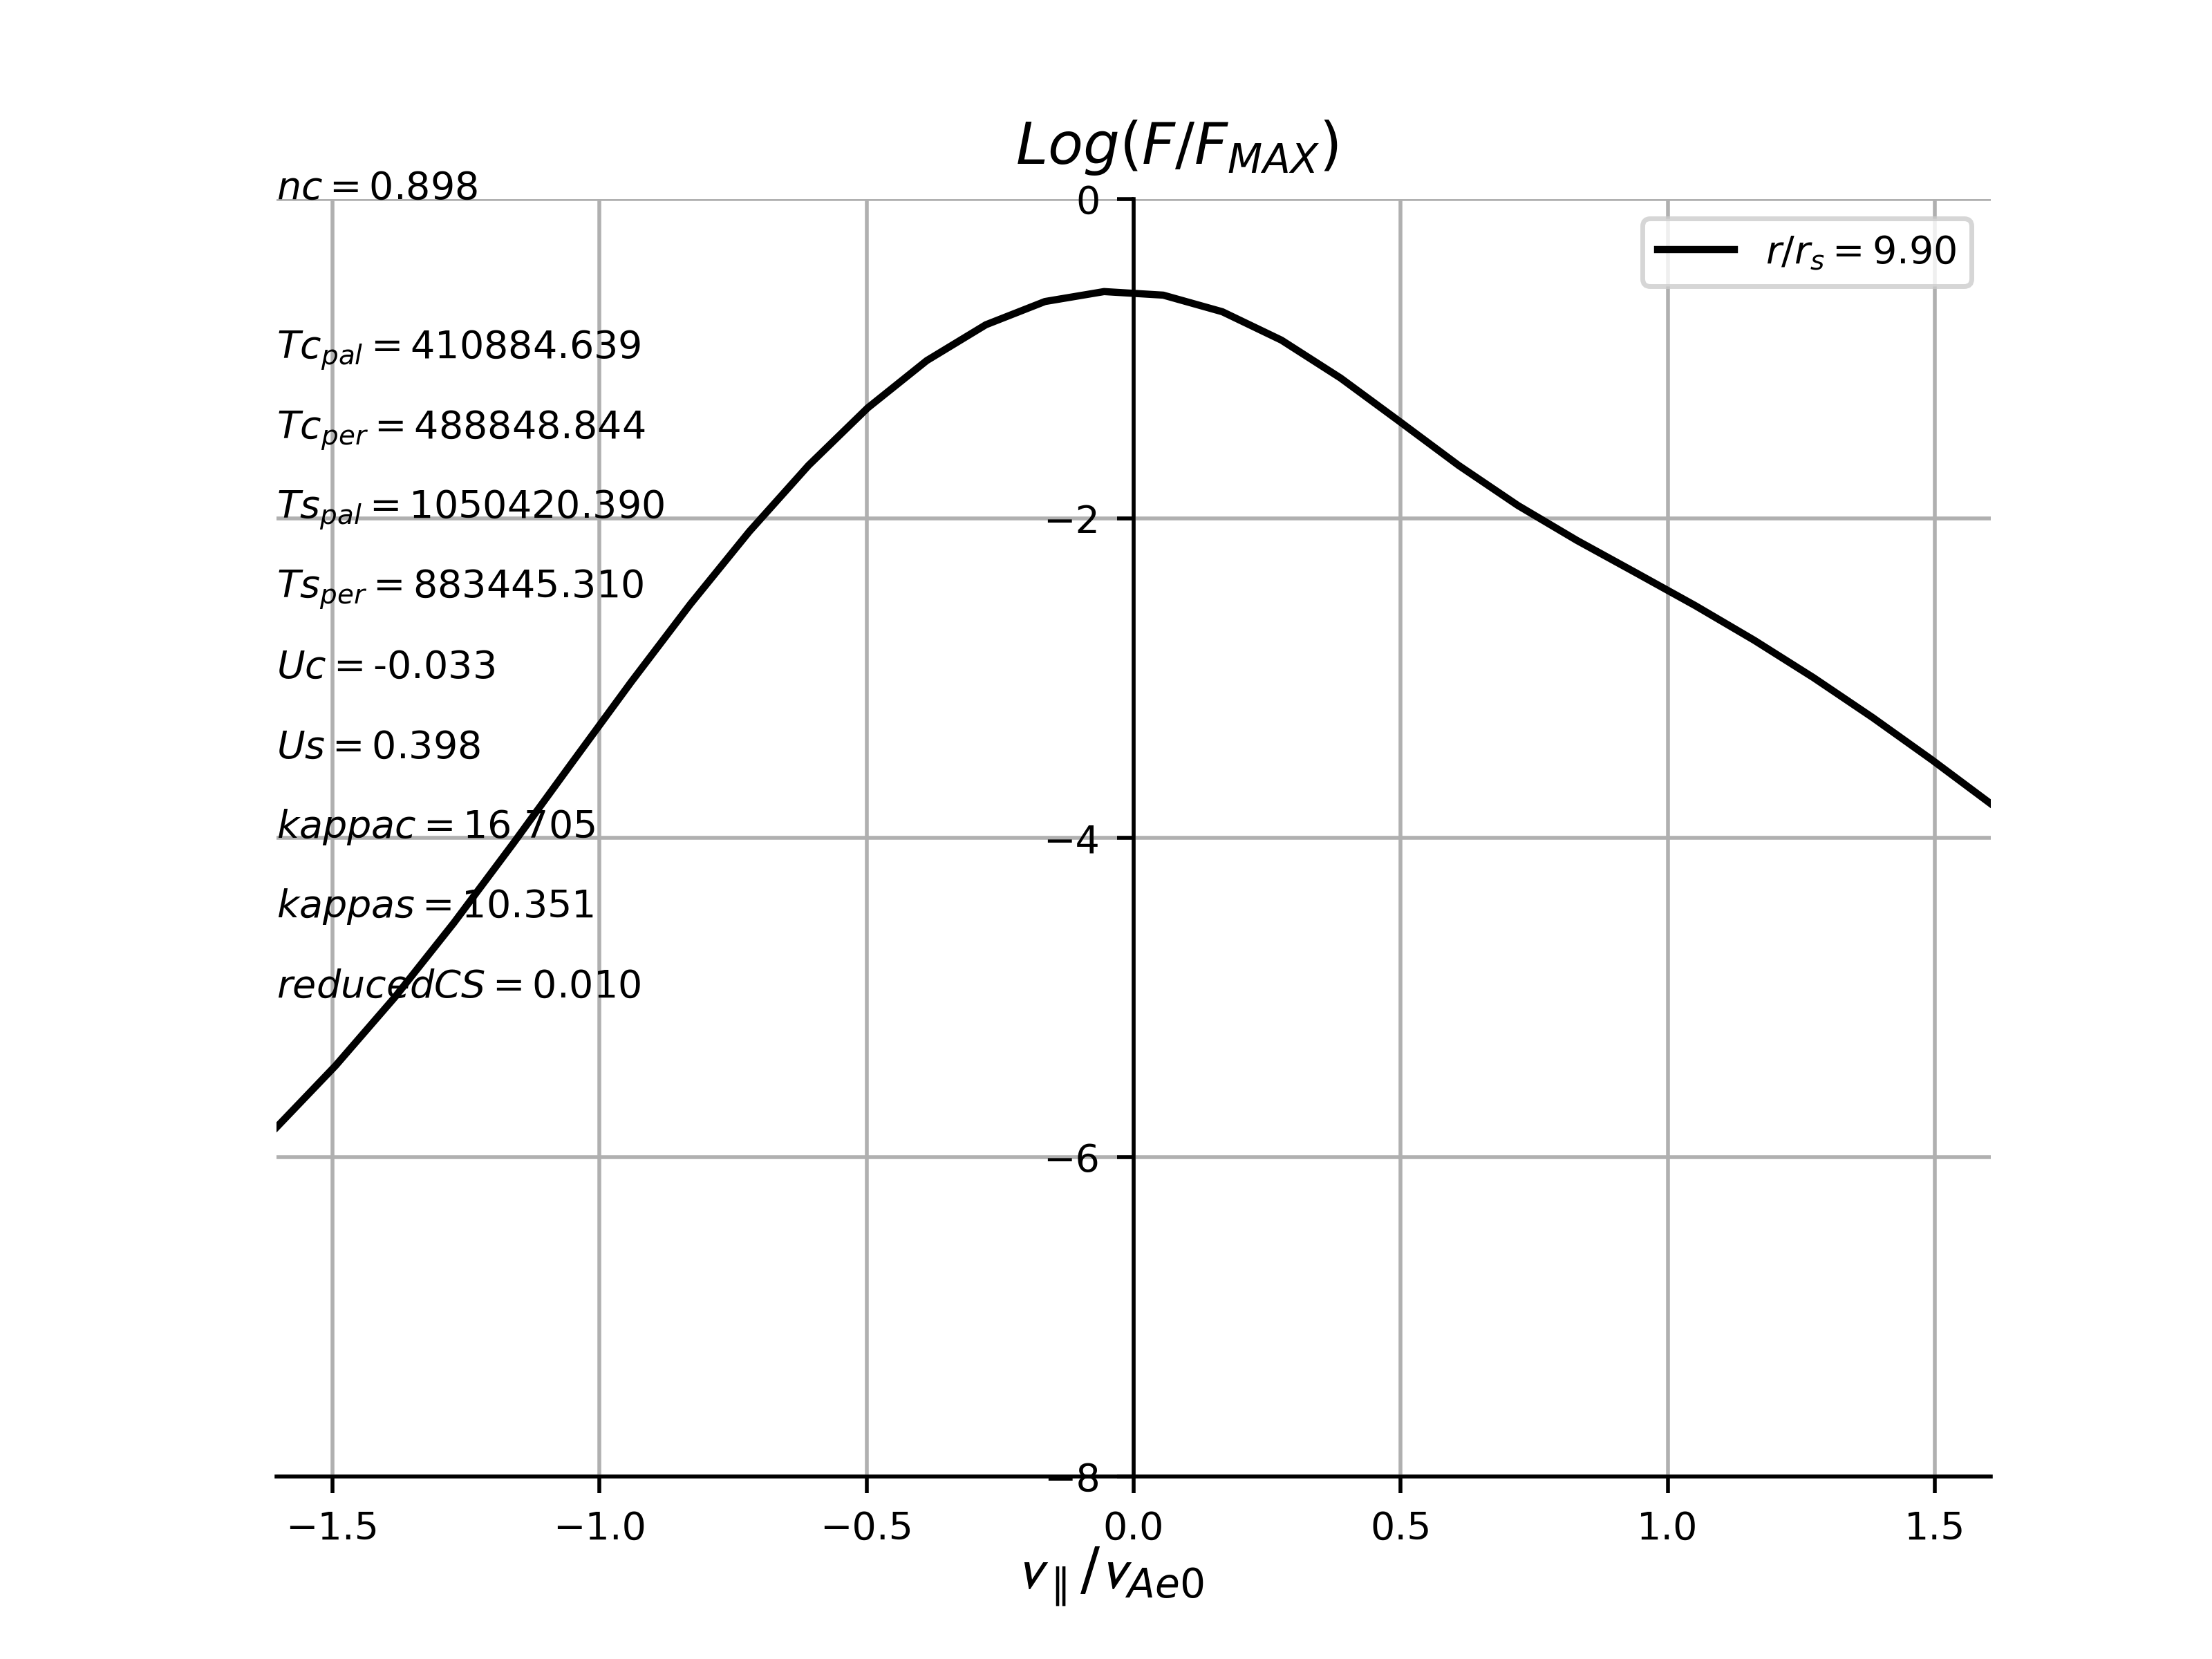 Log(F/F_MAX)
nc = 0.898
0
r/r_s = 9.90
Tc_pal = 410884.639
Tc_per = 488848.844
Ts_pal = 1050420.390
−2
Ts_per = 883445.310
Uc = -0.033
Us = 0.398
kappac = 16.705
−4
kappas = 10.351
reducedCS = 0.010
−6
−8
−1.5 −1.0 −0.5 0.0 0.5 1.0 1.5
v_∥/v_Ae0